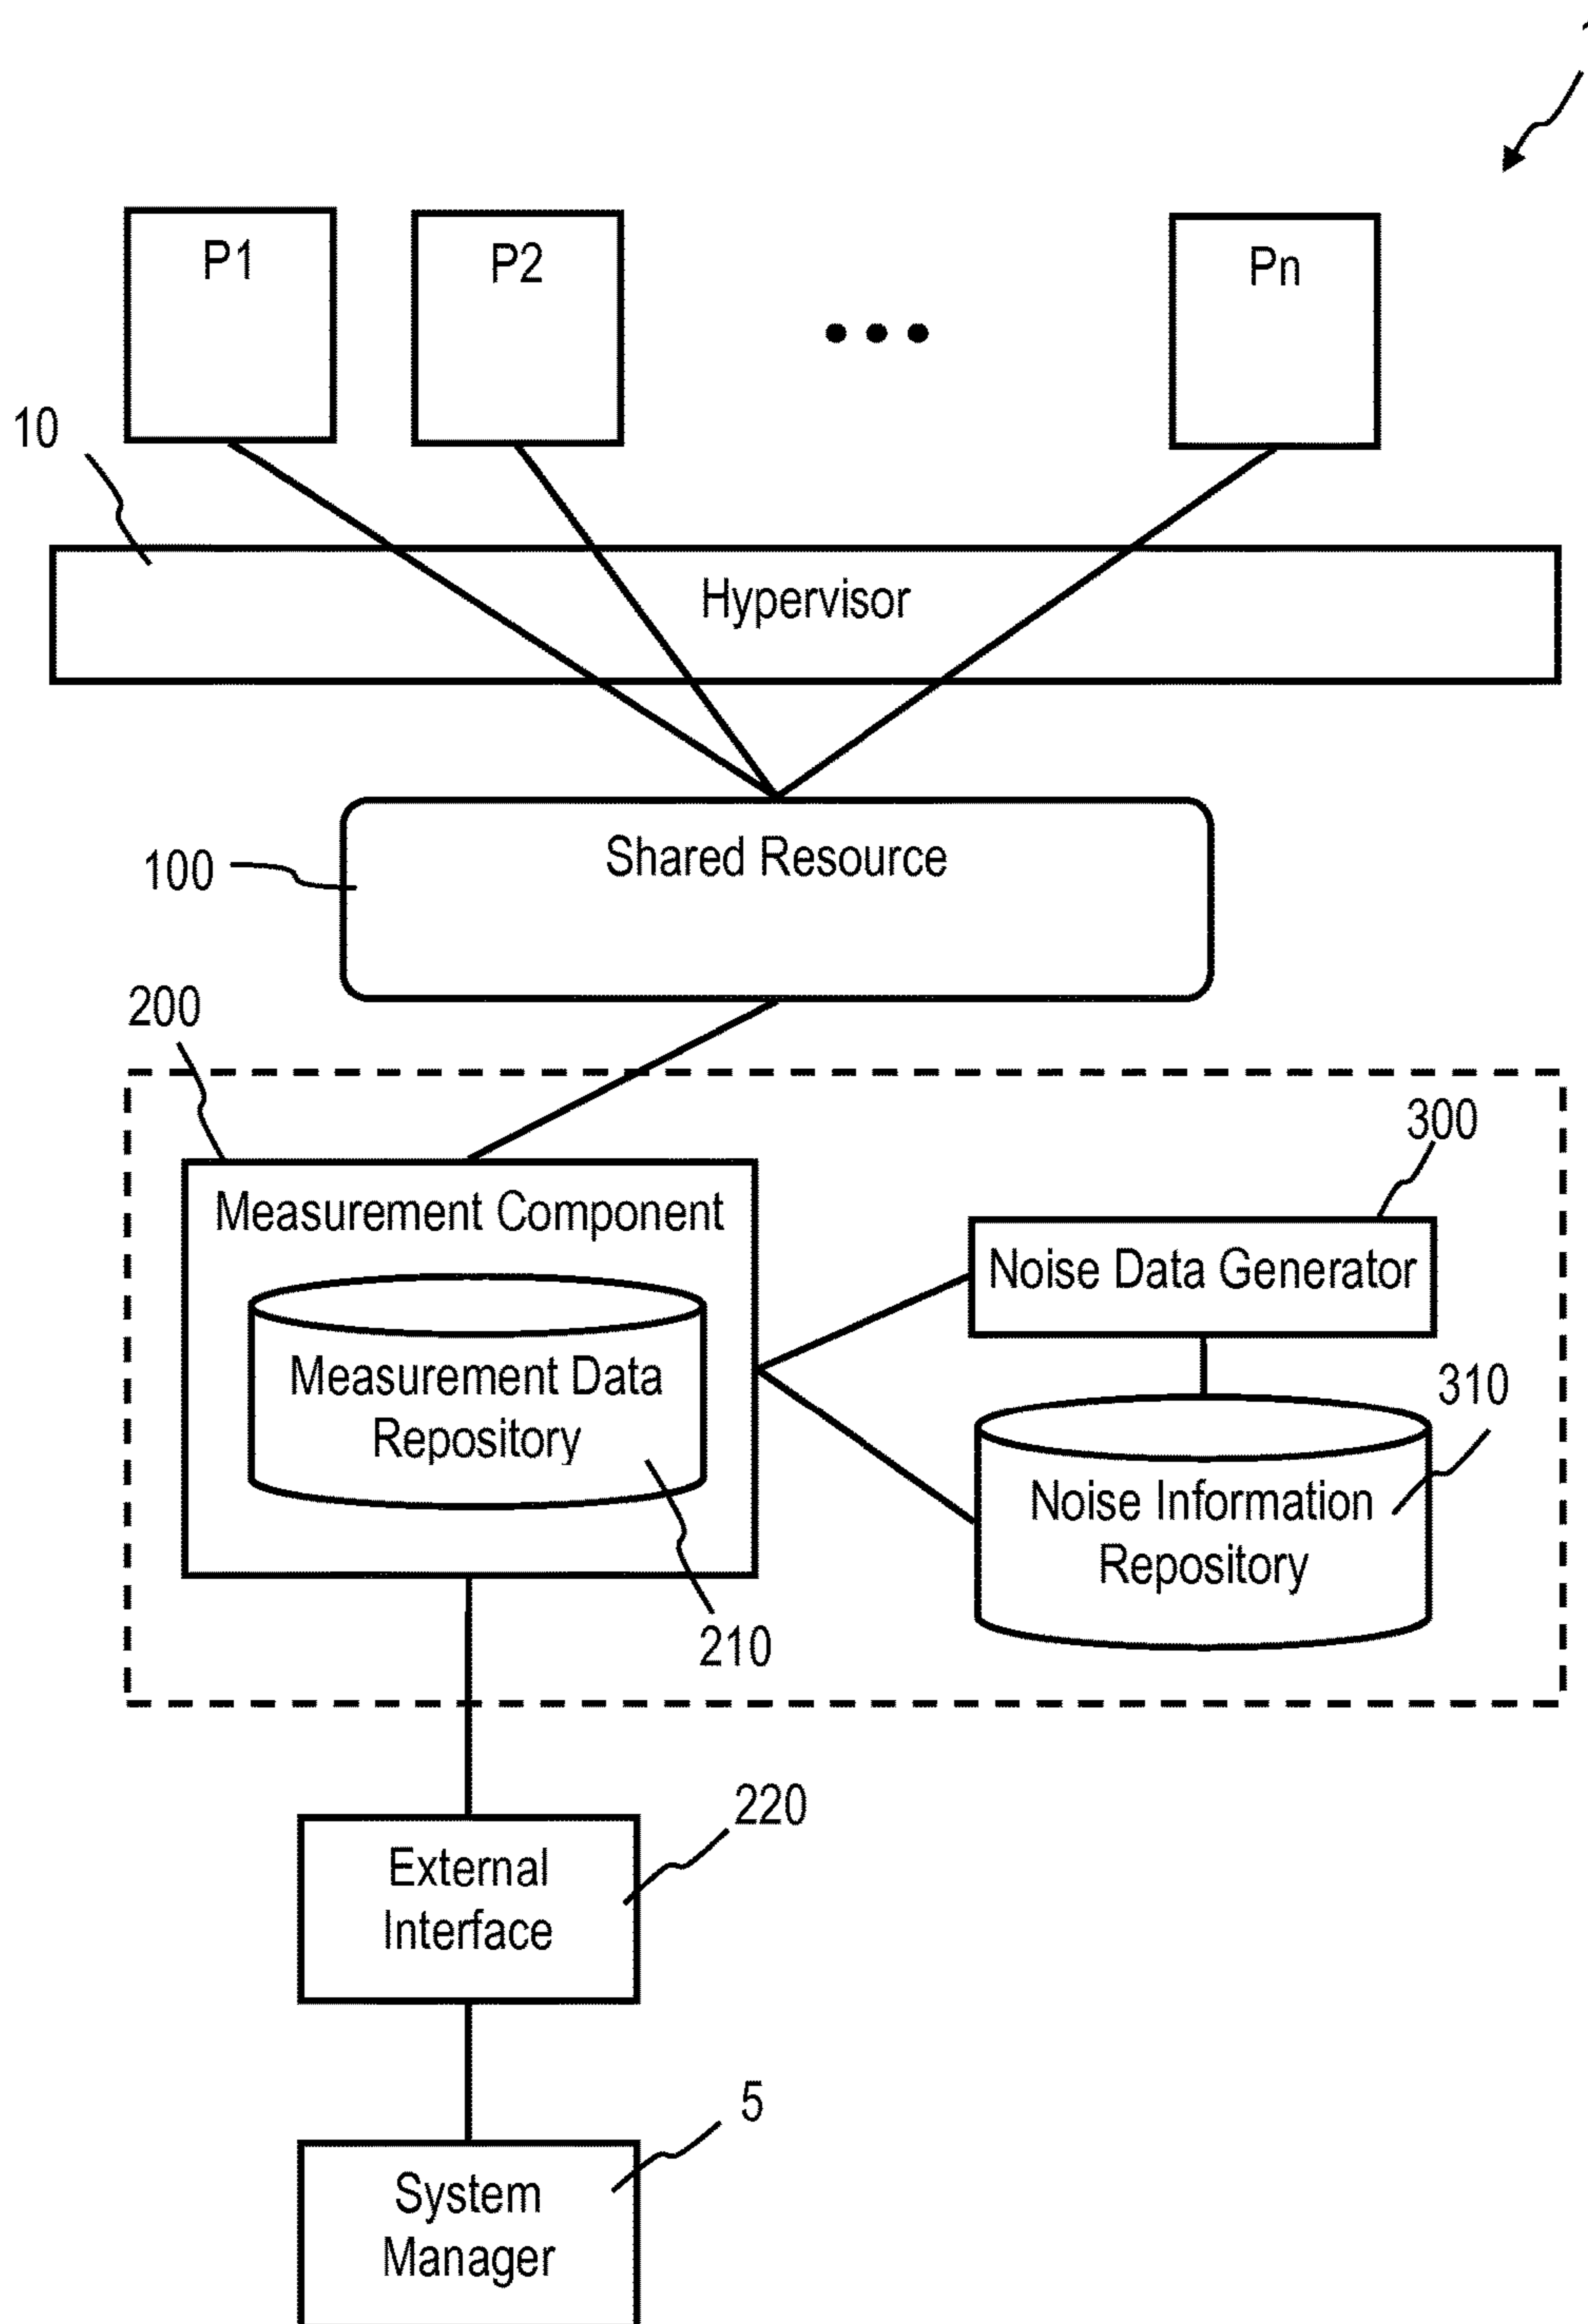 P1
P2
Pn
10
Hypervisor
Shared Resource
100
200
300
Measurement Component
Noise Data Generator
Measurement Data
Repository
310
Noise Information
Repository
210
220
External
Interface
5
System
Manager